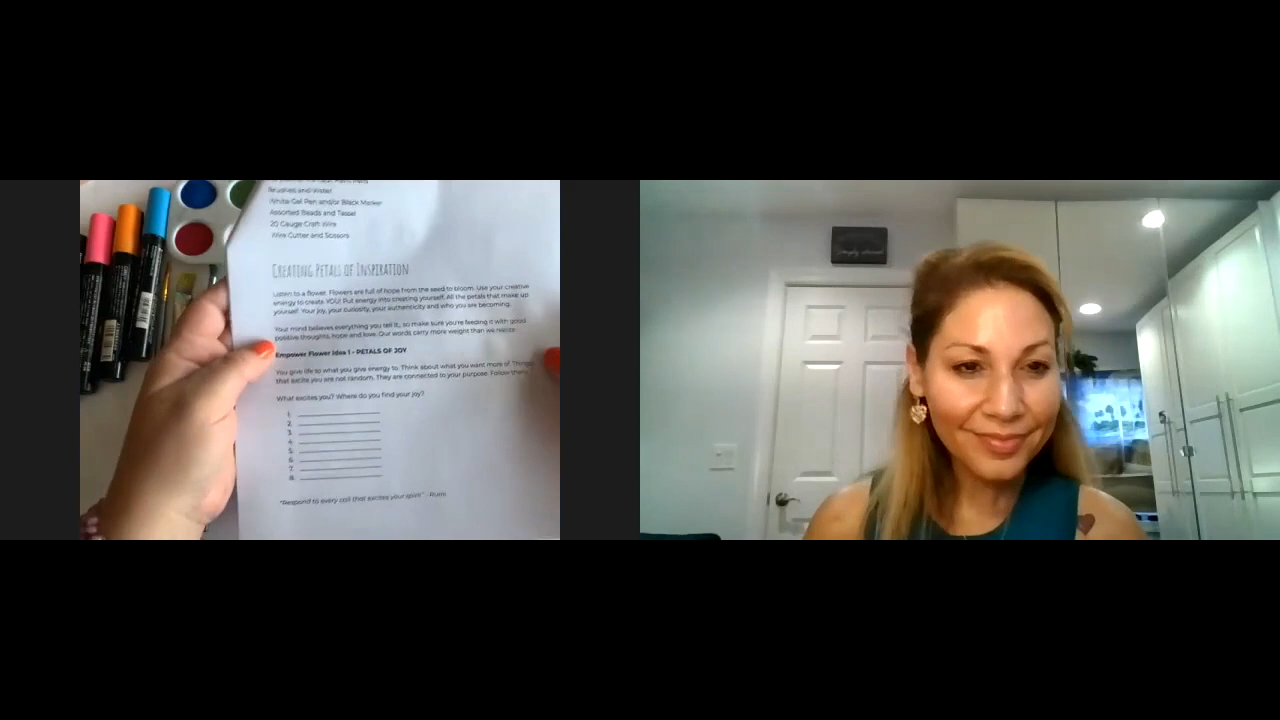 Brushes and Water
White Gel Pen and/or Black Marker
Assorted Beads and Tassel
20 Gauge Craft Wire
Wire Cutter and Scissors
CREATING PETALS OF INSPIRATION
Listen to a flower. Flowers are full of hope from the seed to bloom. Use your creative
energy to create YOU! Put energy into creating yourself. All the petals that make up
yourself. Your joy, your curiosity, your authenticity and who you are becoming.
Your mind believes everything you tell it, so make sure you're feeding it with good
positive thoughts, hope and love. Our words carry more weight than we realize.
Empower Flower Idea 1 - PETALS OF JOY
You give life to what you give energy to. Think about what you want more of. Things
that excite you are not random. They are connected to your purpose. Follow them.
What excites you? Where do you find your joy?
1.
2.
3.
4.
5.
6.
7.
8.
"Respond to every call that excites your spirit" - Rumi
Simply blessed